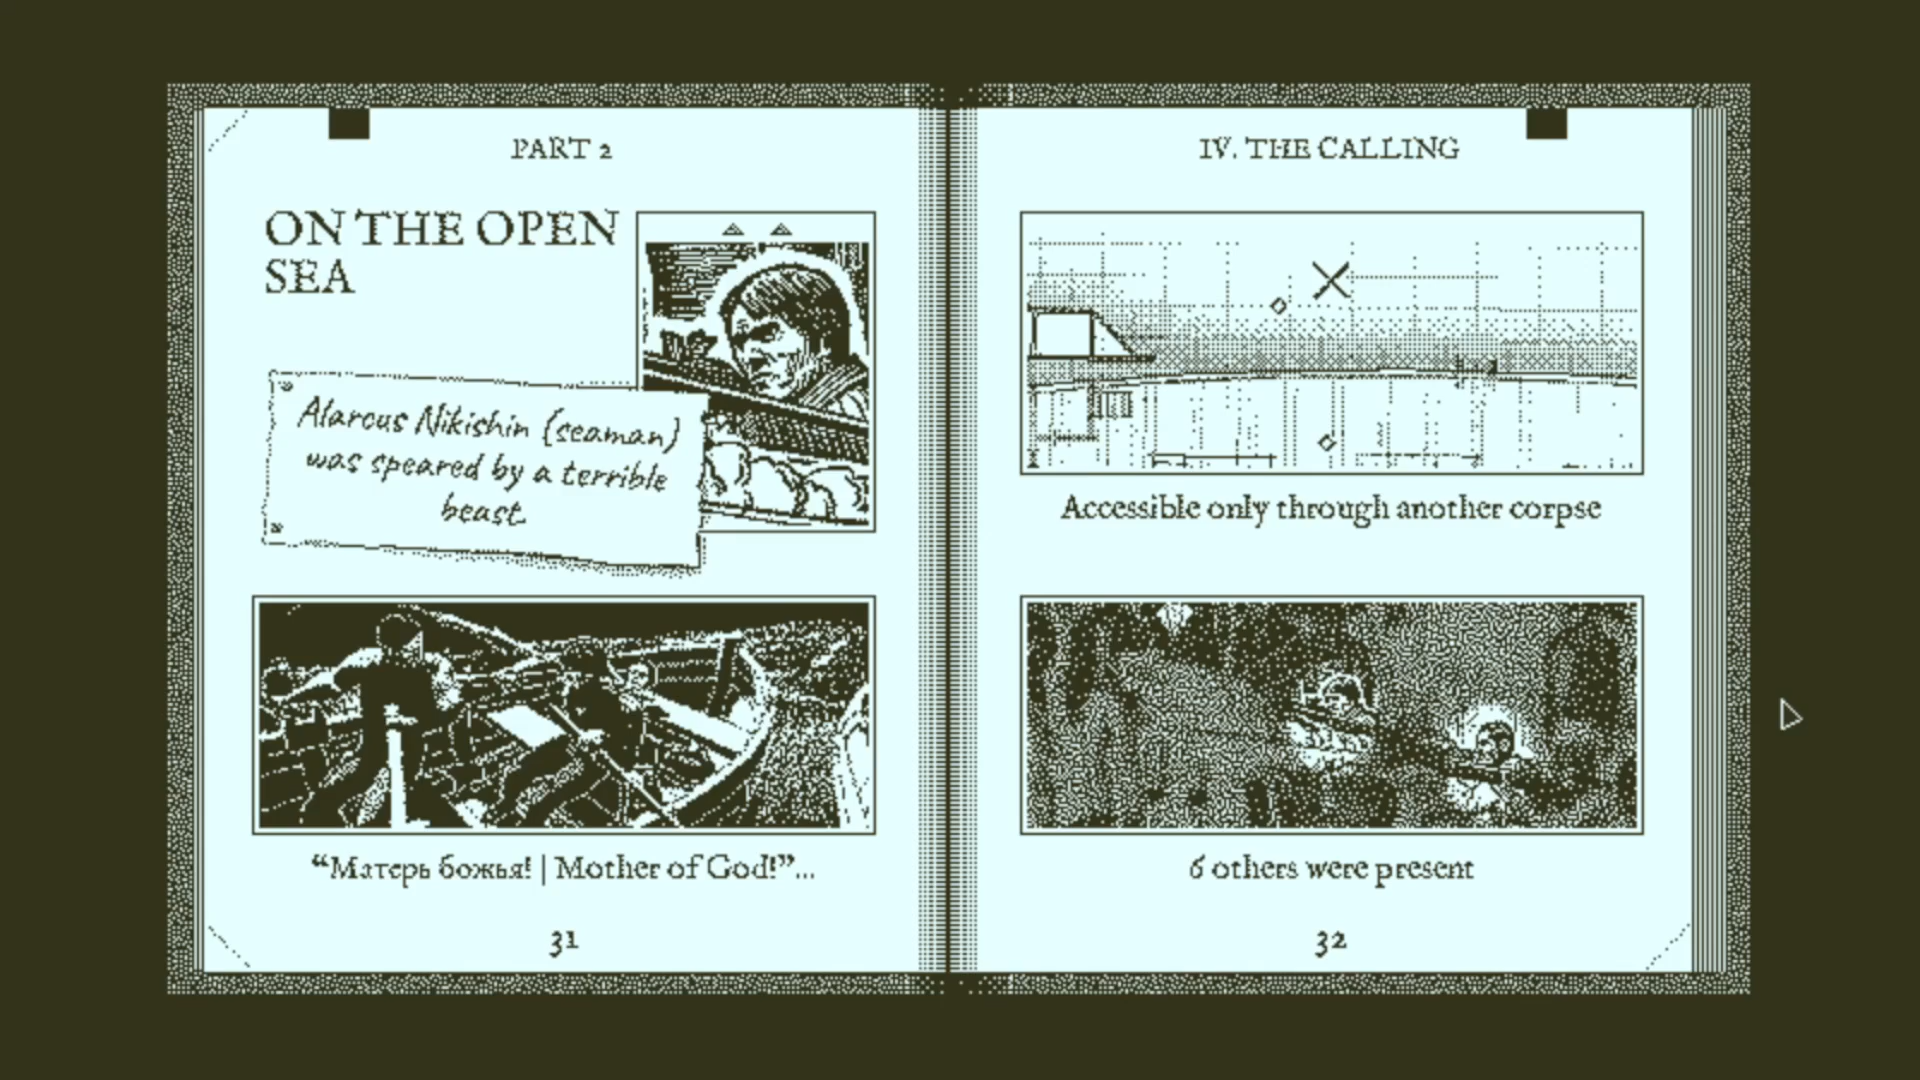 PART 2
ON THE OPEN
SEA
Alarcus Nikishin (seaman)
was speared by a terrible
beast.
“Матерь божья! | Mother of God!”...
31
IV. THE CALLING
Accessible only through another corpse
6 others were present
32